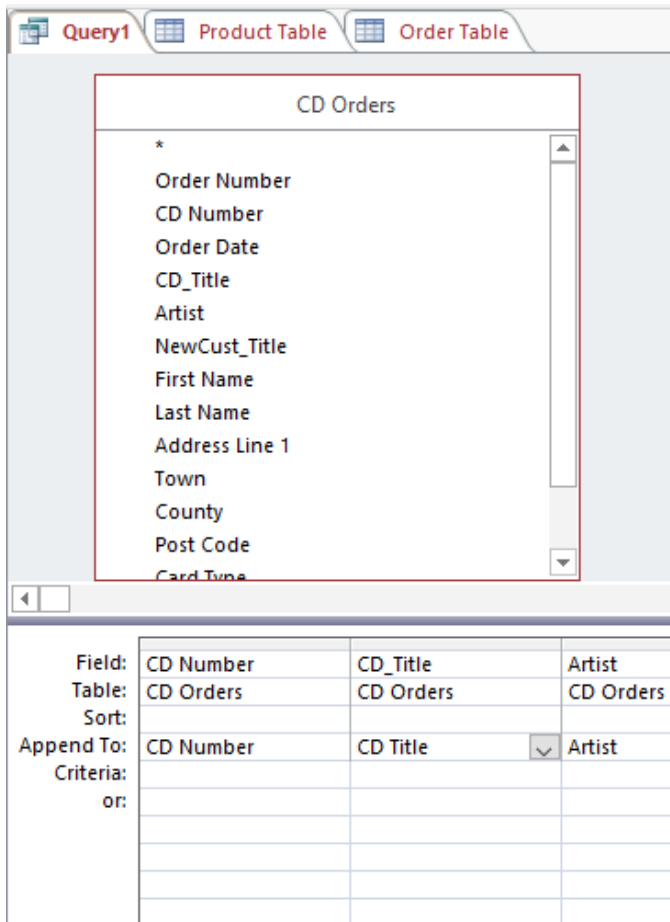 Query1 Product Table Order Table
CD Orders
*
Order Number
CD Number
Order Date
CD_Title
Artist
NewCust_Title
First Name
Last Name
Address Line 1
Town
County
Post Code
Card Type
Field: CD Number CD_Title Artist
Table: CD Orders CD Orders CD Orders
Sort:
Append To: CD Number CD Title Artist
Criteria:
or: